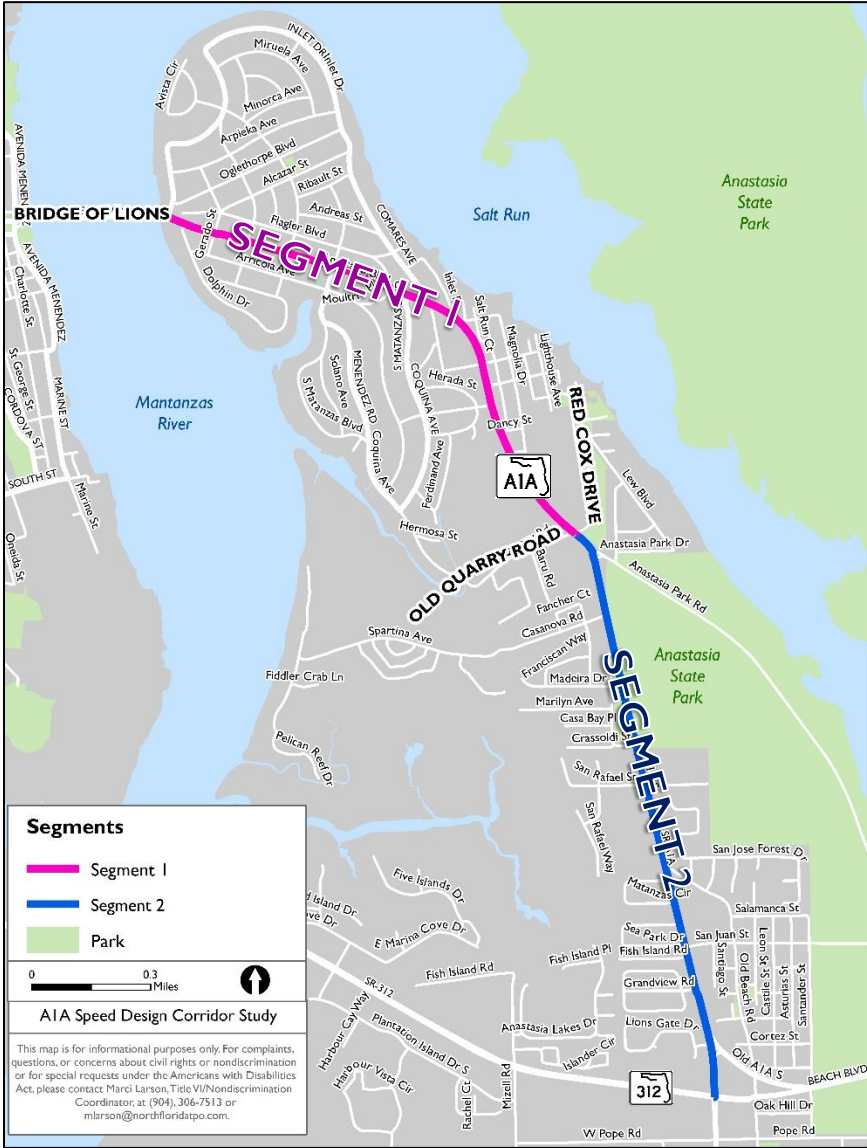 INLET DR
Inlet Dr
Miruela Ave
Avista Cir
Minorca Ave
Arpieka Ave
Oglethorpe Blvd
Alcazar St
Ribault St
AVENIDA MENENDEZ
BRIDGE OF LIONS
Andreas St
Flagler Blvd
Gerado St
COMARES AVE
Salt Run
Anastasia
State
Park
SEGMENT 1
Arricola Ave
Dolphin Dr
AVENIDA MENENDEZ
Charlotte St
St George St
CORDOVA ST
MARINE ST
SOUTH ST
Marine St
Oneida St
Mantanzas
River
S MATANZAS
Salt Run Ct
Magnolia Dr
Lighthouse Ave
MENENDEZ RD
Solano Ave
S Matanzas Blvd
Coquina Ave
COQUINA AVE
Ferdinand Ave
Herada St
Dancy St
A1A
RED COX DRIVE
Lew Blvd
Hermosa St
OLD QUARRY ROAD
Baru Rd
Anastasia Park Dr
Anastasia Park Rd
Fancher Ct
Casanova Rd
Spartina Ave
Franciscan Way
Madeira Dr
Fiddler Crab Ln
Pelican Reef Dr
Marilyn Ave
Casa Bay Pl
Crassoldi St
San Rafael St
San Rafael Way
Anastasia
State
Park
SEGMENT 2
San Jose Forest Dr
Matanzas Cir
Salamanca St
Sea Park Dr
San Juan St
Fish Island Pl
Fish Island Rd
Fish Island Rd
Santiago St
Old Beach Rd
Leon St
Castile St
Asturias St
Santander St
Grandview Rd
Five Islands Dr
E Marina Cove Dr
SR-312
Plantation Island Dr S
Harbour Cay Way
Harbour Vista Cir
Anastasia Lakes Dr
Lions Gate Dr
Islander Cir
Cortez St
Old A1A S
BEACH BLVD
Rachel Ct
Mizell Rd
312
Oak Hill Dr
W Pope Rd
Pope Rd
Segments
Segment 1
Segment 2
Park
0 0.3
Miles
A1A Speed Design Corridor Study
This map is for informational purposes only. For complaints,
questions, or concerns about civil rights or nondiscrimination
or for special requests under the Americans with Disabilities
Act, please contact Marci Larson, Title VI/Nondiscrimination
Coordinator, at (904), 306-7513 or
mlarson@northfloridatpo.com.